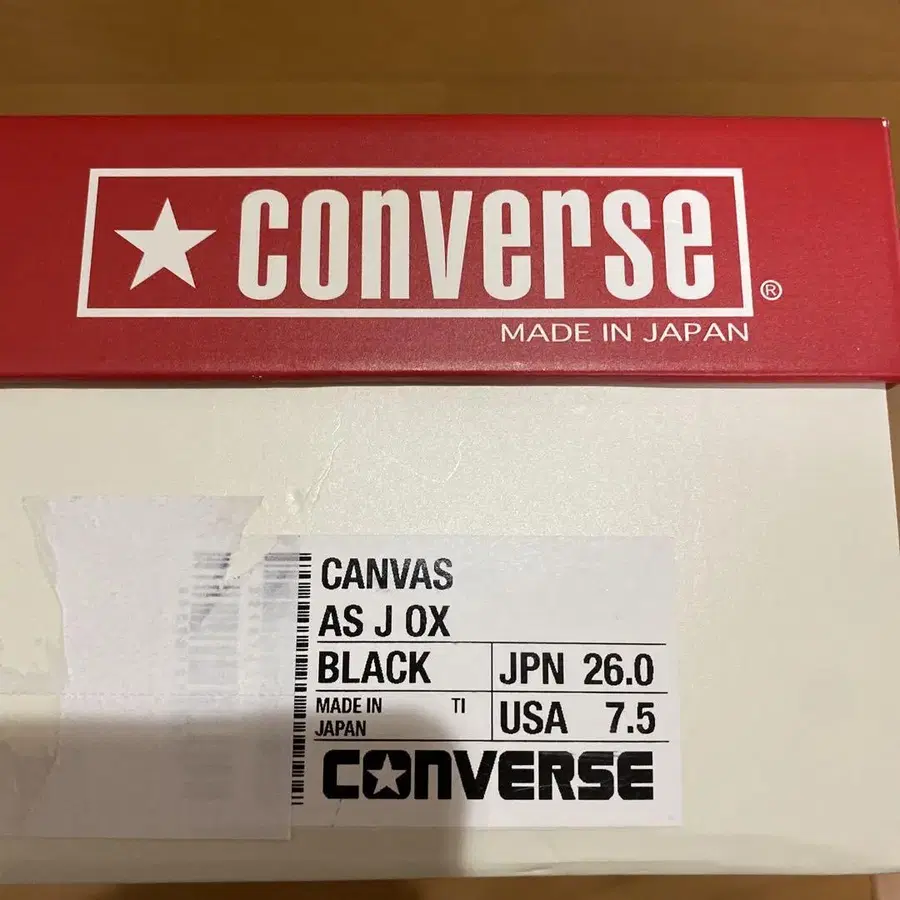 converse ®
MADE IN JAPAN
CANVAS
AS J OX
BLACK
JPN 26.0
MADE IN JAPAN
TI
USA 7.5
CONVERSE